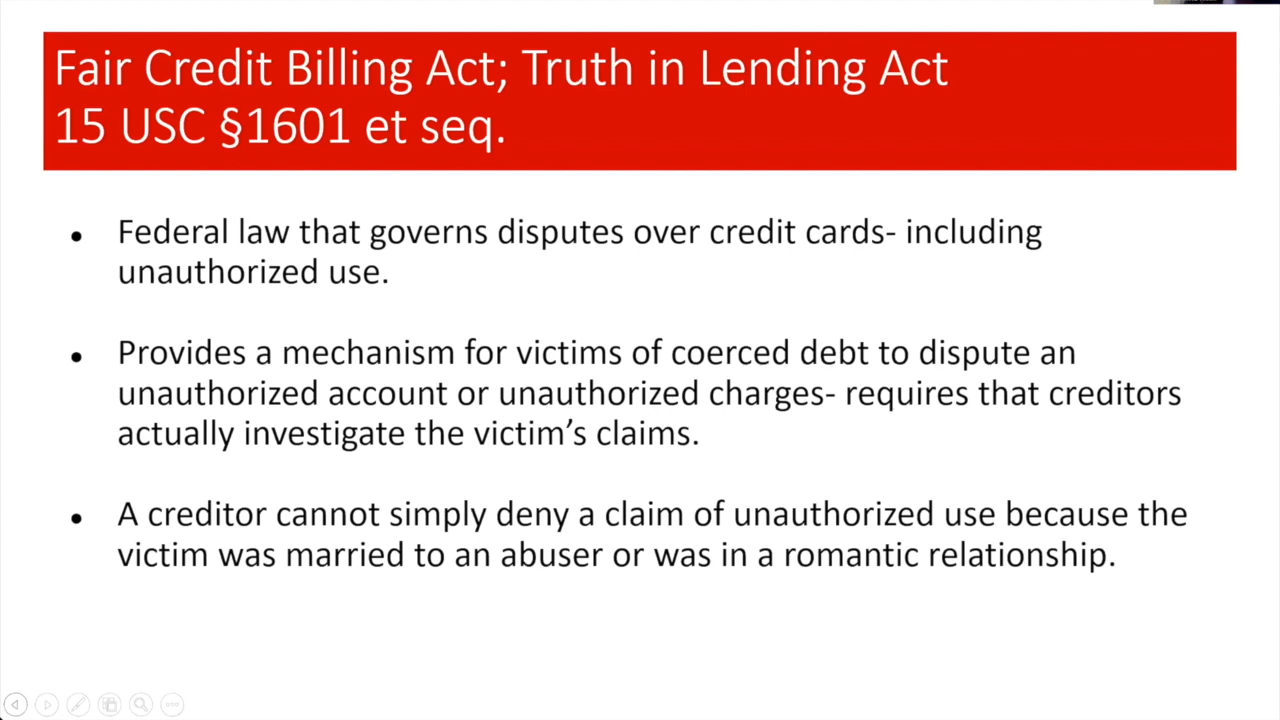 Fair Credit Billing Act; Truth in Lending Act
15 USC §1601 et seq.
• Federal law that governs disputes over credit cards- including
unauthorized use.
• Provides a mechanism for victims of coerced debt to dispute an
unauthorized account or unauthorized charges- requires that creditors
actually investigate the victim’s claims.
• A creditor cannot simply deny a claim of unauthorized use because the
victim was married to an abuser or was in a romantic relationship.